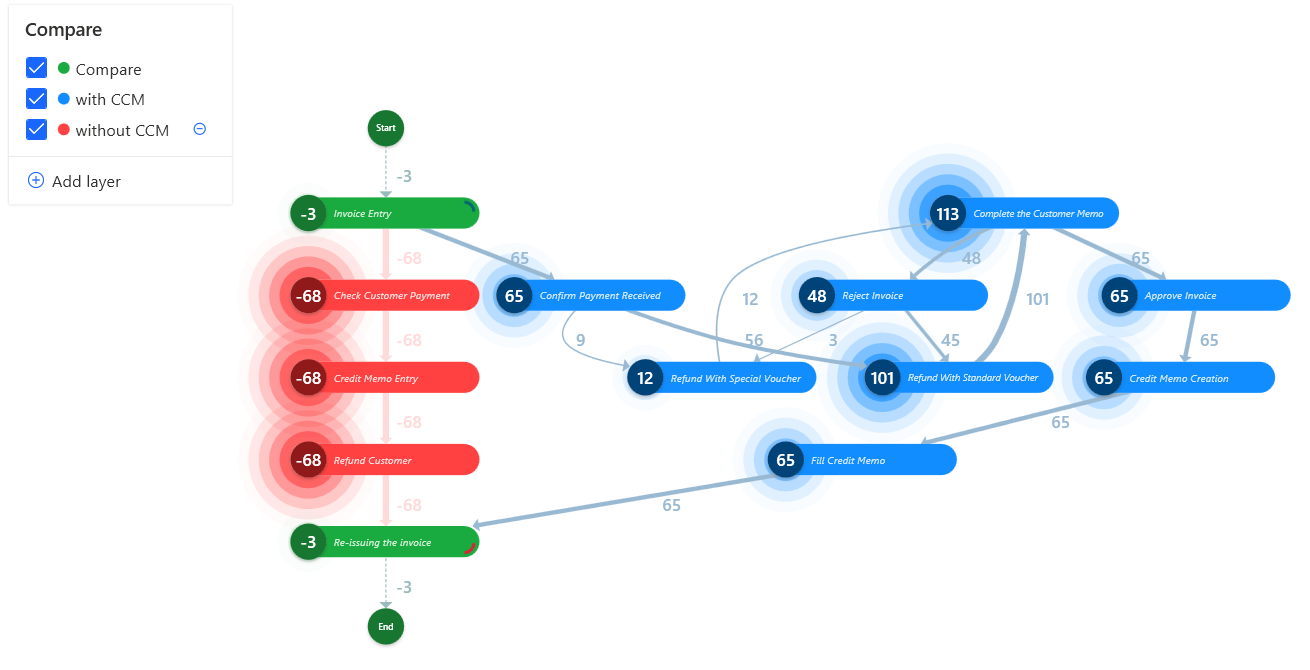 Compare
Compare
with CCM
without CCM
Add layer
Start
-3
-3 Invoice Entry
113 Complete the Customer Memo
-68
65
48
65
-68 Check Customer Payment
65 Confirm Payment Received
48 Reject Invoice
65 Approve Invoice
12
101
-68
9
56
3
45
65
-68 Credit Memo Entry
12 Refund With Special Voucher
101 Refund With Standard Voucher
65 Credit Memo Creation
-68
65
-68 Refund Customer
65 Fill Credit Memo
-68
65
-3 Re-issuing the invoice
-3
End